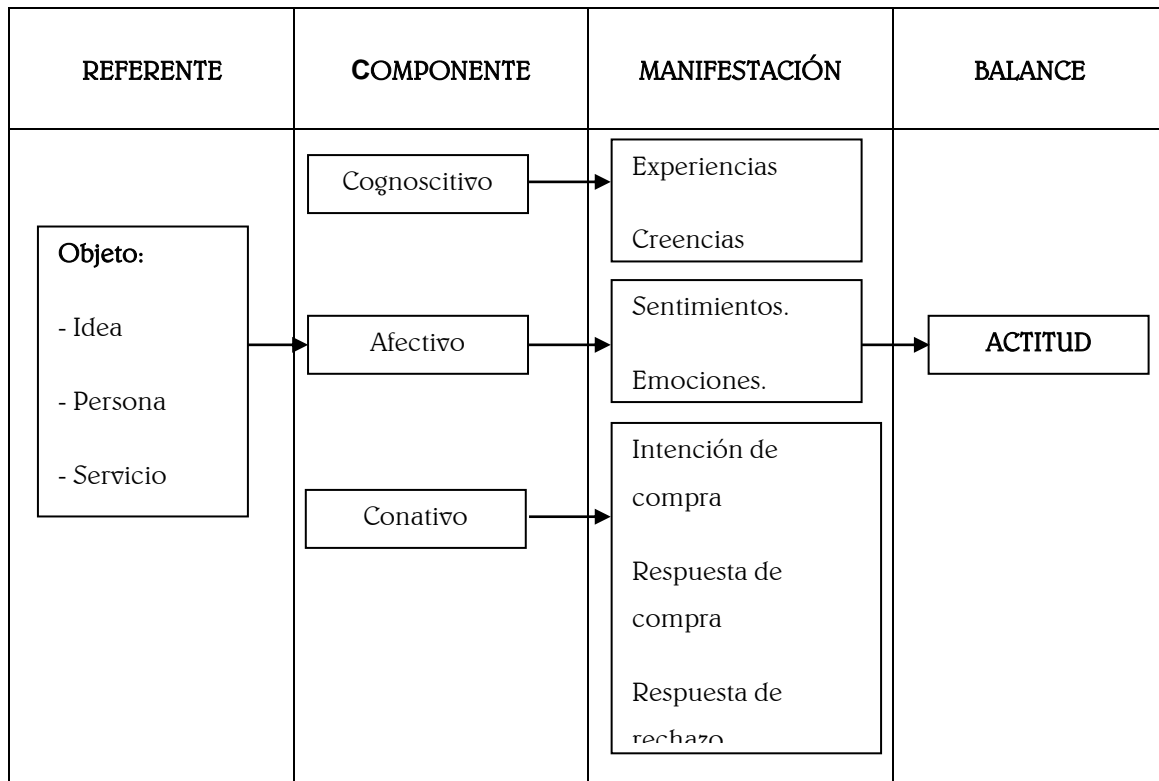 REFERENTE
COMPONENTE
MANIFESTACIÓN
BALANCE
Objeto:
- Idea
- Persona
- Servicio
Cognoscitivo
Afectivo
Conativo
Experiencias
Creencias
Sentimientos.
Emociones.
Intención de
compra
Respuesta de
compra
Respuesta de
rechazo
ACTITUD